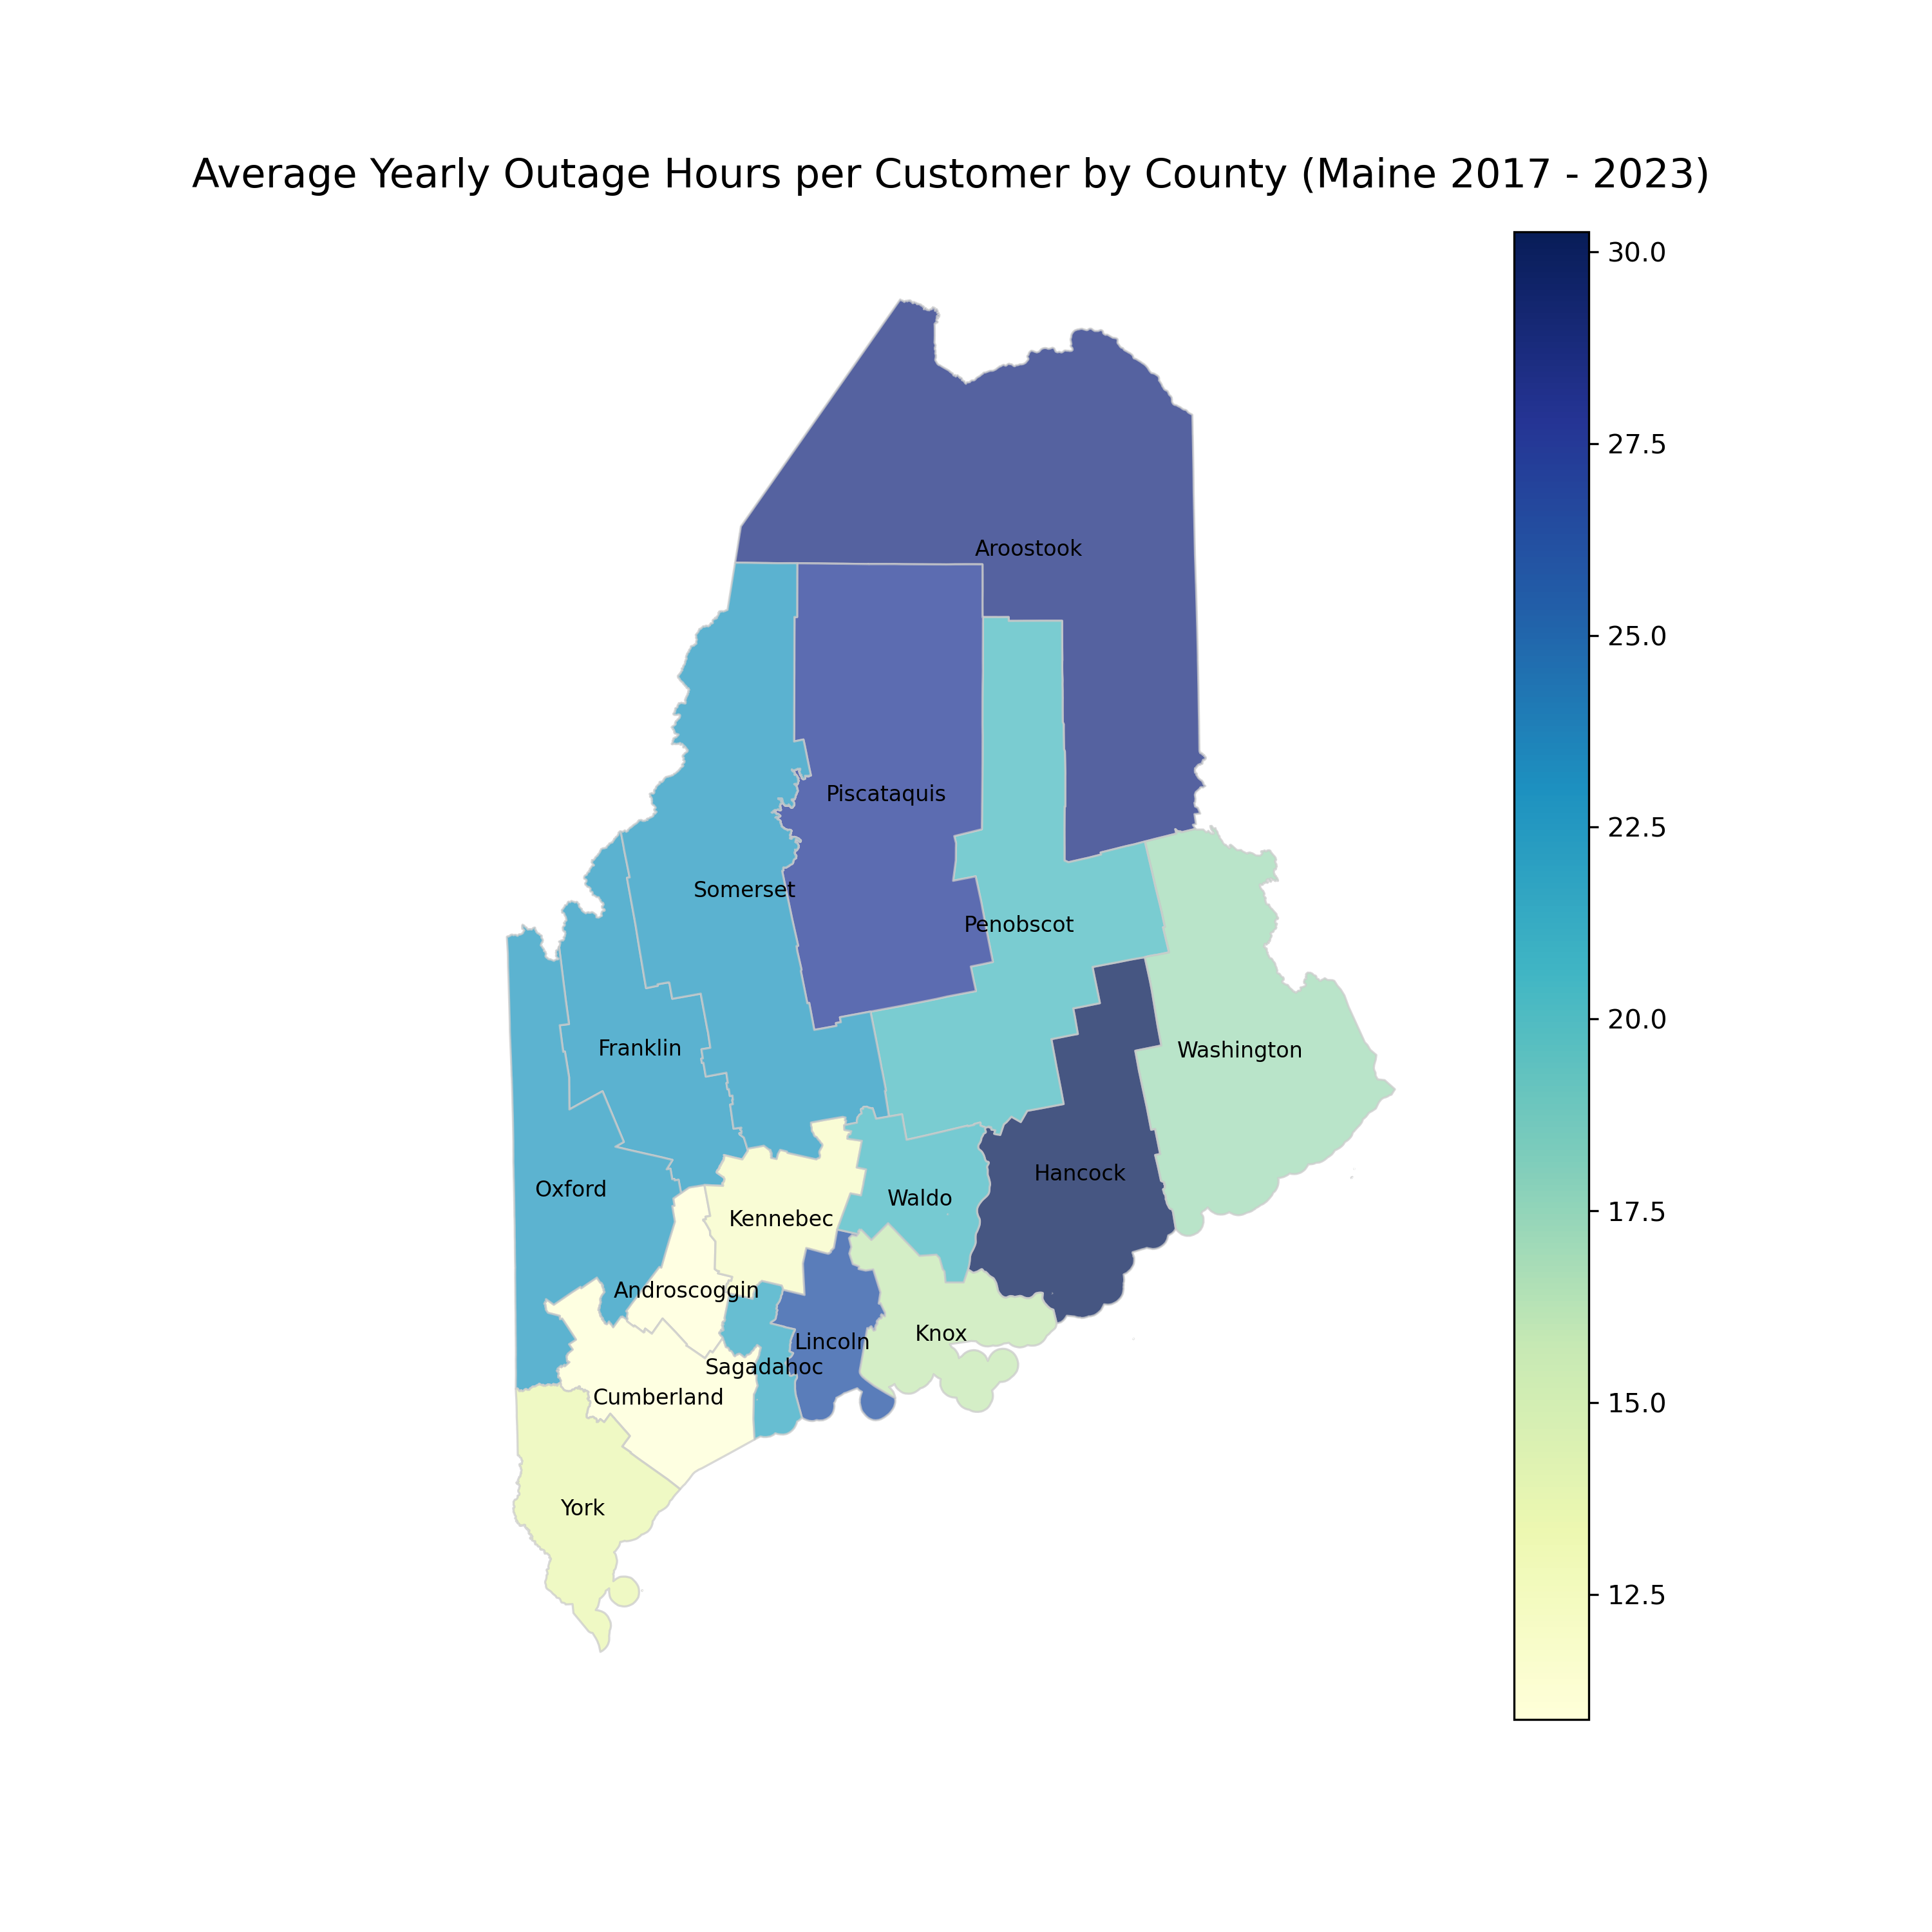 Average Yearly Outage Hours per Customer by County (Maine 2017 - 2023)
30.0
27.5
25.0
22.5
20.0
17.5
15.0
12.5
Aroostook
Piscataquis
Somerset
Penobscot
Franklin
Washington
Hancock
Oxford
Waldo
Kennebec
Androscoggin
Knox
Lincoln
Sagadahoc
Cumberland
York